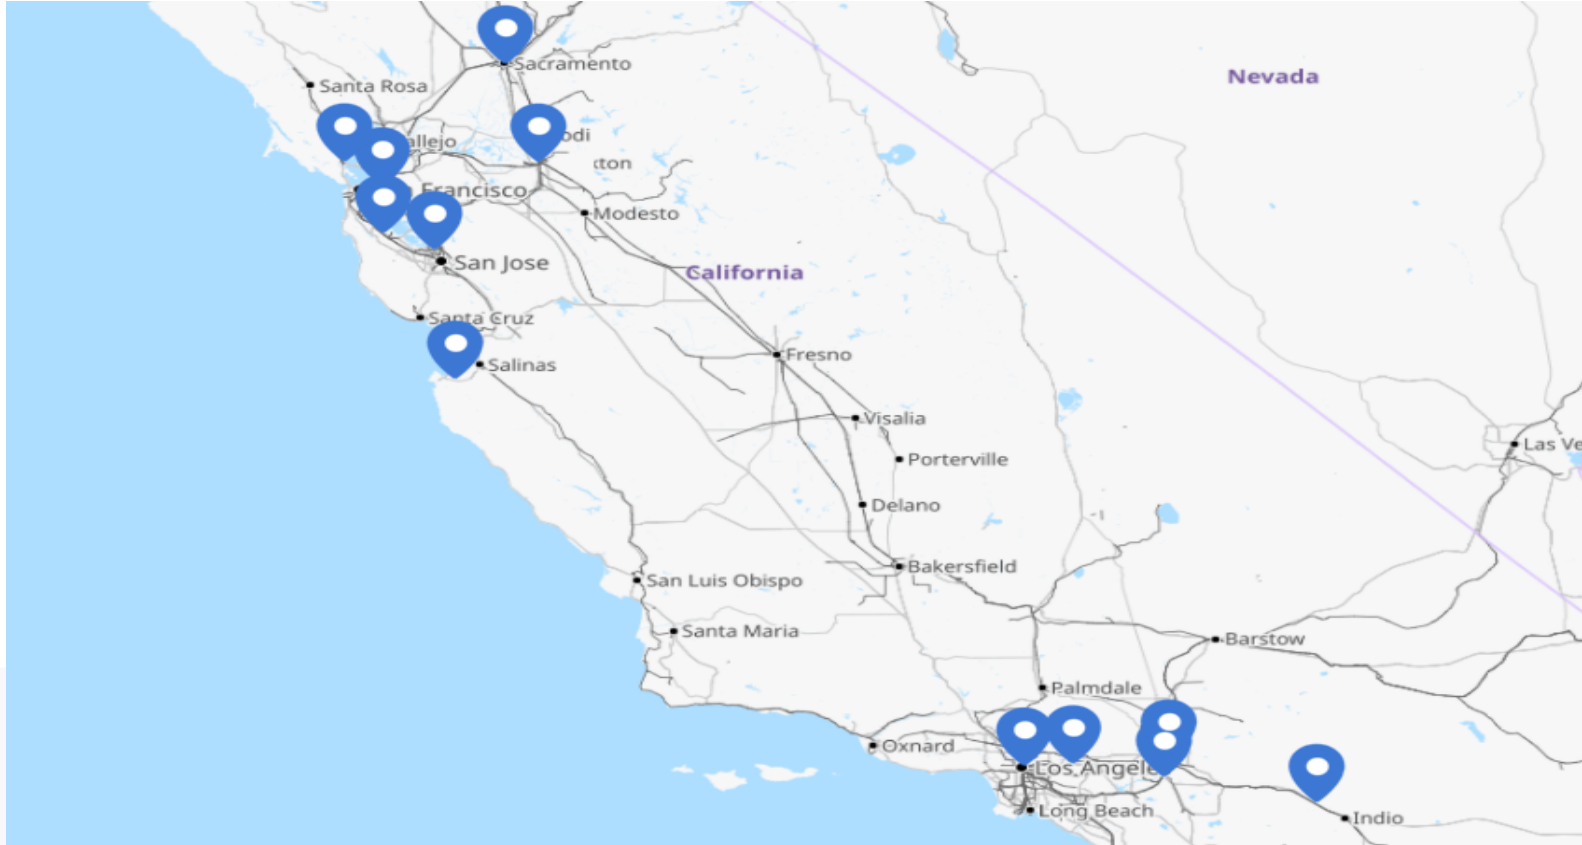 Sacramento
Nevada
Santa Rosa
odi
allejo
ton
Francisco
Modesto
San Jose
California
Santa Cruz
Fresno
Salinas
Visalia
Las Ve
Porterville
Delano
Bakersfield
San Luis Obispo
Santa Maria
Barstow
Palmdale
Oxnard
Los Angele
Long Beach
Indio